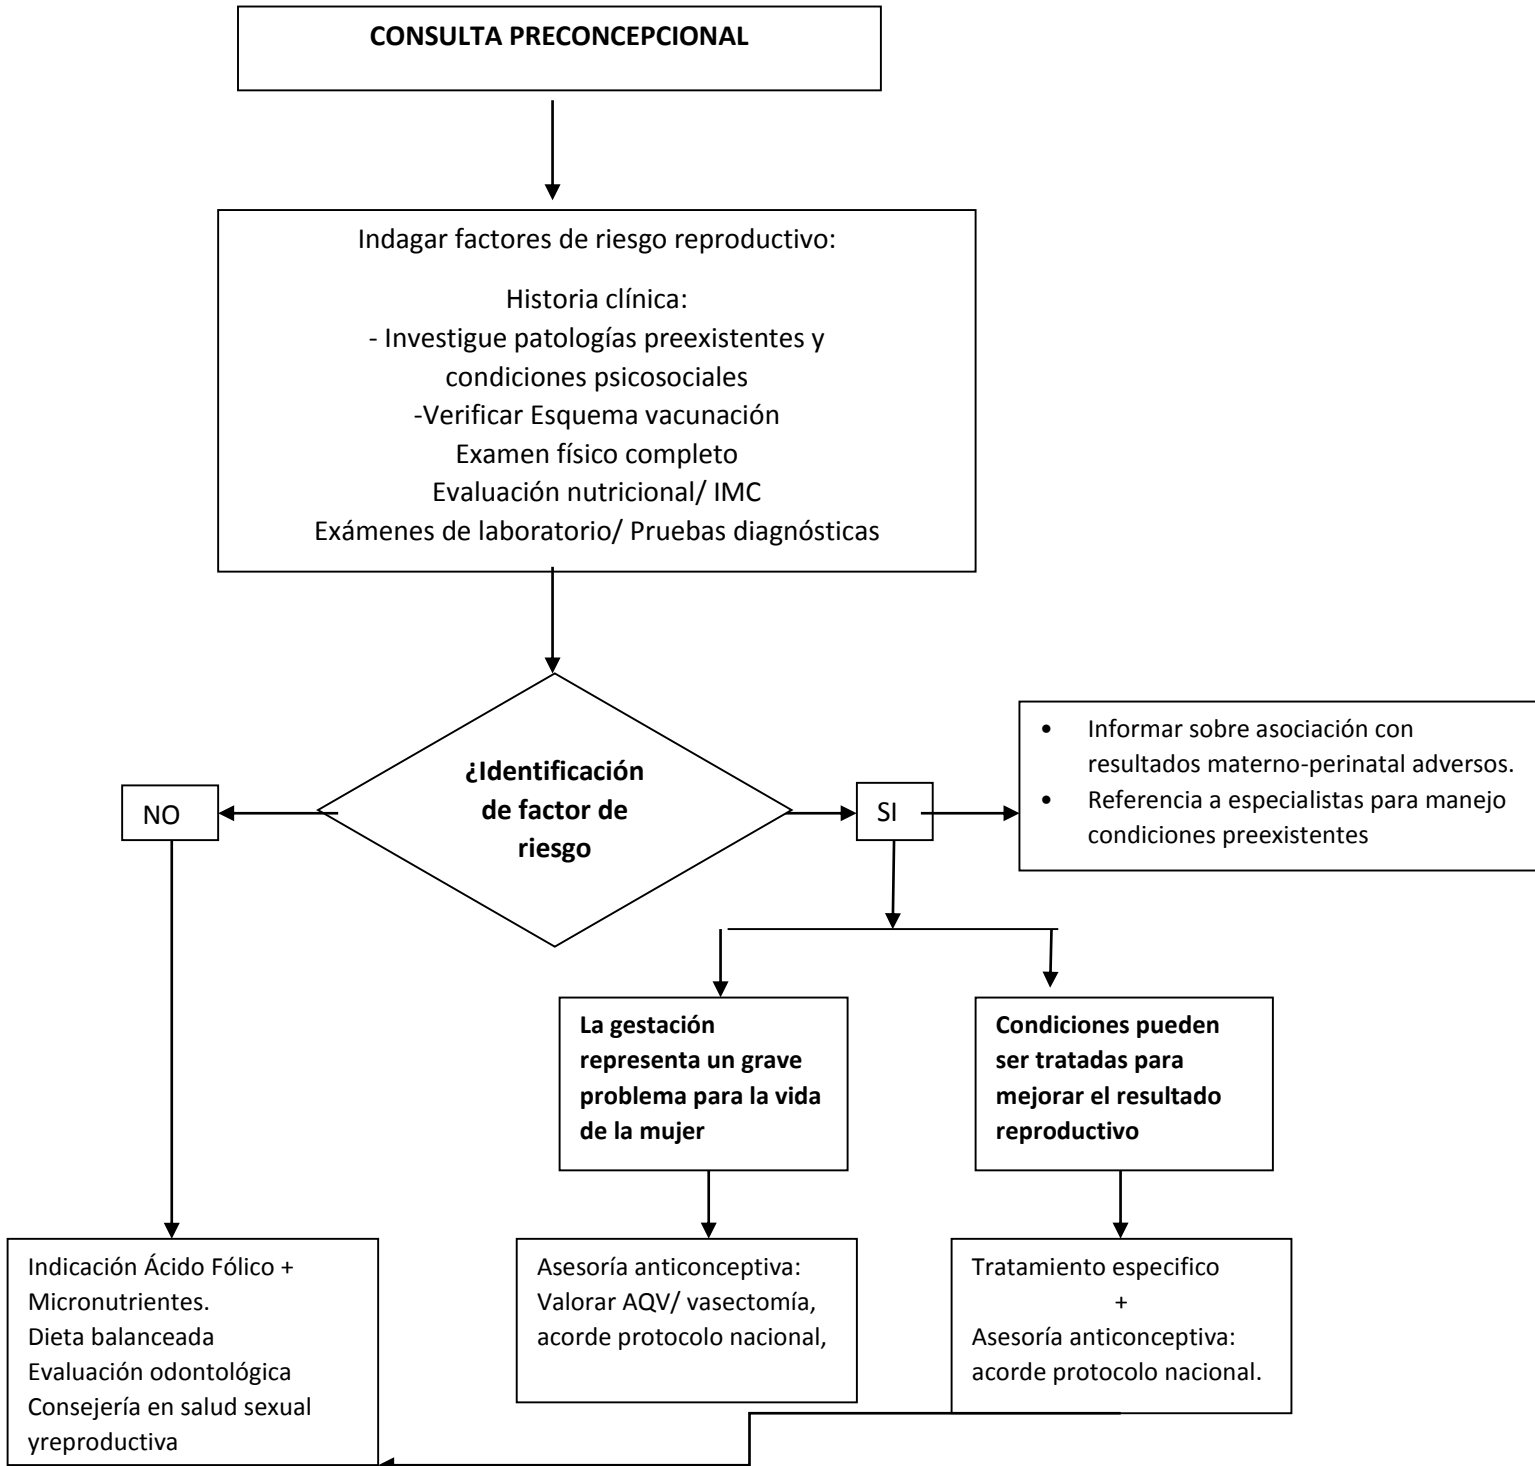 CONSULTA PRECONCEPCIONAL
Indagar factores de riesgo reproductivo:
Historia clínica:
- Investigue patologías preexistentes y
condiciones psicosociales
-Verificar Esquema vacunación
Examen físico completo
Evaluación nutricional/ IMC
Exámenes de laboratorio/ Pruebas diagnósticas
¿Identificación
de factor de
riesgo
NO
SI
• Informar sobre asociación con
resultados materno-perinatal adversos.
• Referencia a especialistas para manejo
condiciones preexistentes
La gestación
representa un grave
problema para la vida
de la mujer
Condiciones pueden
ser tratadas para
mejorar el resultado
reproductivo
Indicación Ácido Fólico +
Micronutrientes.
Dieta balanceada
Evaluación odontológica
Consejería en salud sexual
yreproductiva
Asesoría anticonceptiva:
Valorar AQV/ vasectomía,
acorde protocolo nacional,
Tratamiento especifico
+
Asesoría anticonceptiva:
acorde protocolo nacional.